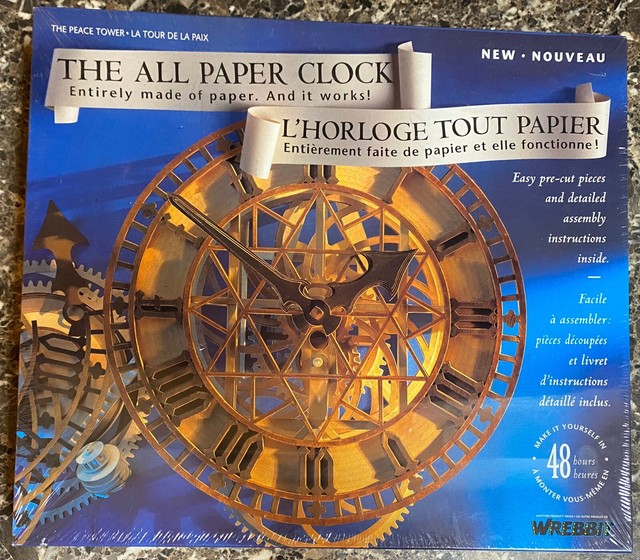 THE PEACE TOWER • LA TOUR DE LA PAIX
NEW • NOUVEAU
THE ALL PAPER CLOCK
Entirely made of paper. And it works!
L'HORLOGE TOUT PAPIER
Entièrement faite de papier et elle fonctionne!
Easy pre-cut pieces
and detailed
assembly
instructions
inside.
Facile
à assembler:
pièces découpées
et livret
d'instructions
détaillé inclus.
MAKE IT YOURSELF IN
48 hours
heures
À MONTER VOUS-MÊME EN
WREBBIT